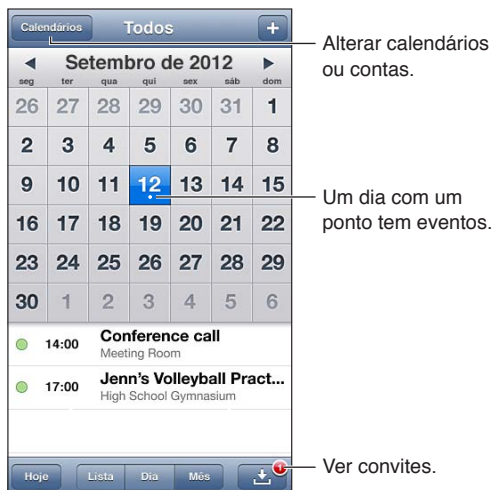 Calendários Todos +
Alterar calendários
ou contas.
Setembro de 2012
seg ter qua qui sex sáb dom
26 27 28 29 30 31 1
2 3 4 5 6 7 8
9 10 11 12 13 14 15
Um dia com um
ponto tem eventos.
16 17 18 19 20 21 22
23 24 25 26 27 28 29
30 1 2 3 4 5 6
14:00 Conference call
Meeting Room
17:00 Jenn's Volleyball Pract...
High School Gymnasium
Hoje Lista Dia Mês 1
Ver convites.